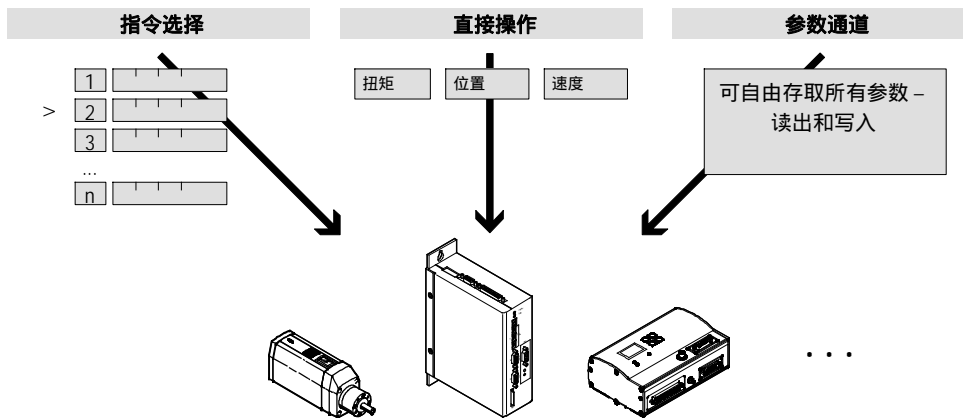 指令选择
直接操作
参数通道
1
> 2
3
...
n
扭矩
位置
速度
可自由存取所有参数 –
读出和写入
. . .